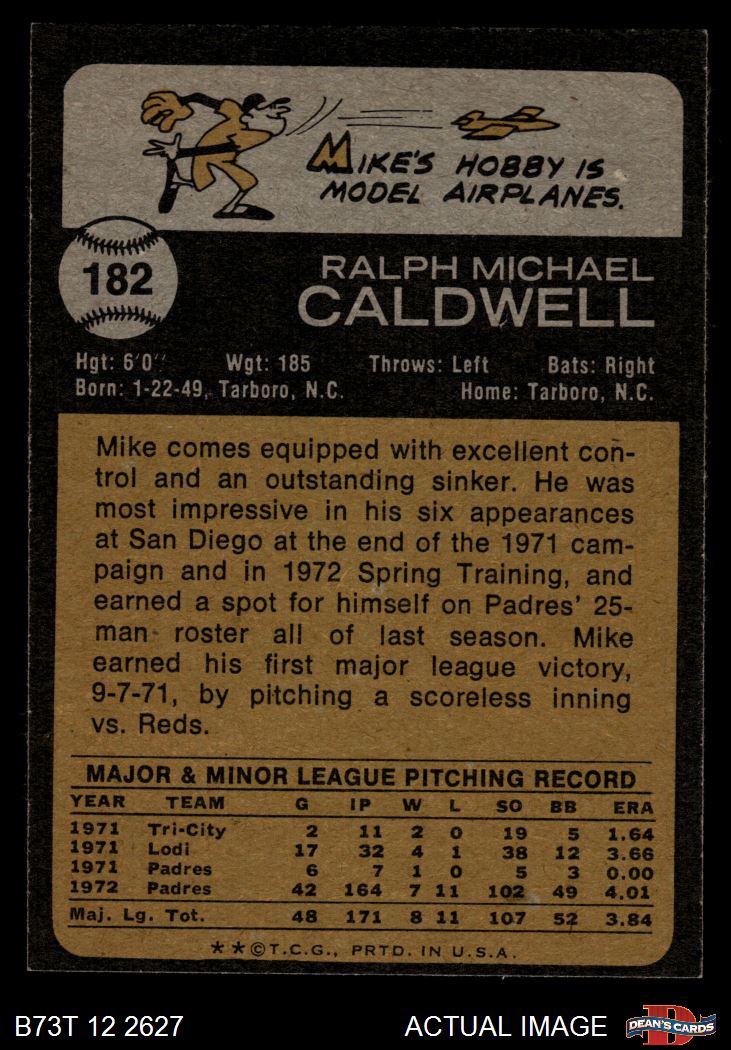 MIKE'S HOBBY IS
MODEL AIRPLANES.
182
RALPH MICHAEL
CALDWELL
Hgt: 6'0" Wgt: 185 Throws: Left Bats: Right
Born: 1-22-49, Tarboro, N.C. Home: Tarboro, N.C.
Mike comes equipped with excellent con-
trol and an outstanding sinker. He was
most impressive in his six appearances
at San Diego at the end of the 1971 cam-
paign and in 1972 Spring Training, and
earned a spot for himself on Padres' 25-
man roster all of last season. Mike
earned his first major league victory,
9-7-71, by pitching a scoreless inning
vs. Reds.
MAJOR & MINOR LEAGUE PITCHING RECORD
YEAR TEAM G IP W L SO BB ERA
1971 Tri-City 2 11 2 0 19 5 1.64
1971 Lodi 17 32 4 1 38 12 3.66
1971 Padres 6 7 1 0 5 3 0.00
1972 Padres 42 164 7 11 102 49 4.01
Maj. Lg. Tot. 48 171 8 11 107 52 3.84
**©T.C.G., PRTD. IN U.S.A.
B73T 12 2627 ACTUAL IMAGE D DEAN'S CARDS